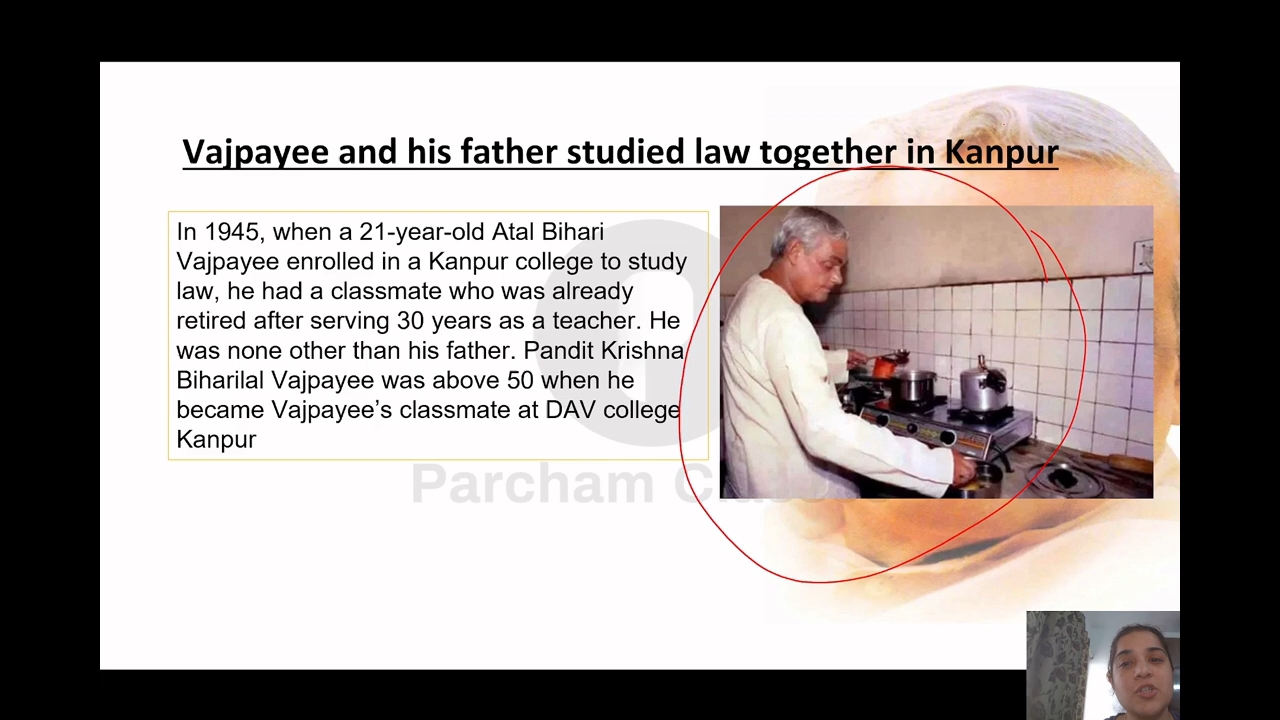 Vajpayee and his father studied law together in Kanpur
In 1945, when a 21-year-old Atal Bihari
Vajpayee enrolled in a Kanpur college to study
law, he had a classmate who was already
retired after serving 30 years as a teacher. He
was none other than his father. Pandit Krishna
Biharilal Vajpayee was above 50 when he
became Vajpayee’s classmate at DAV college
Kanpur
Parcham